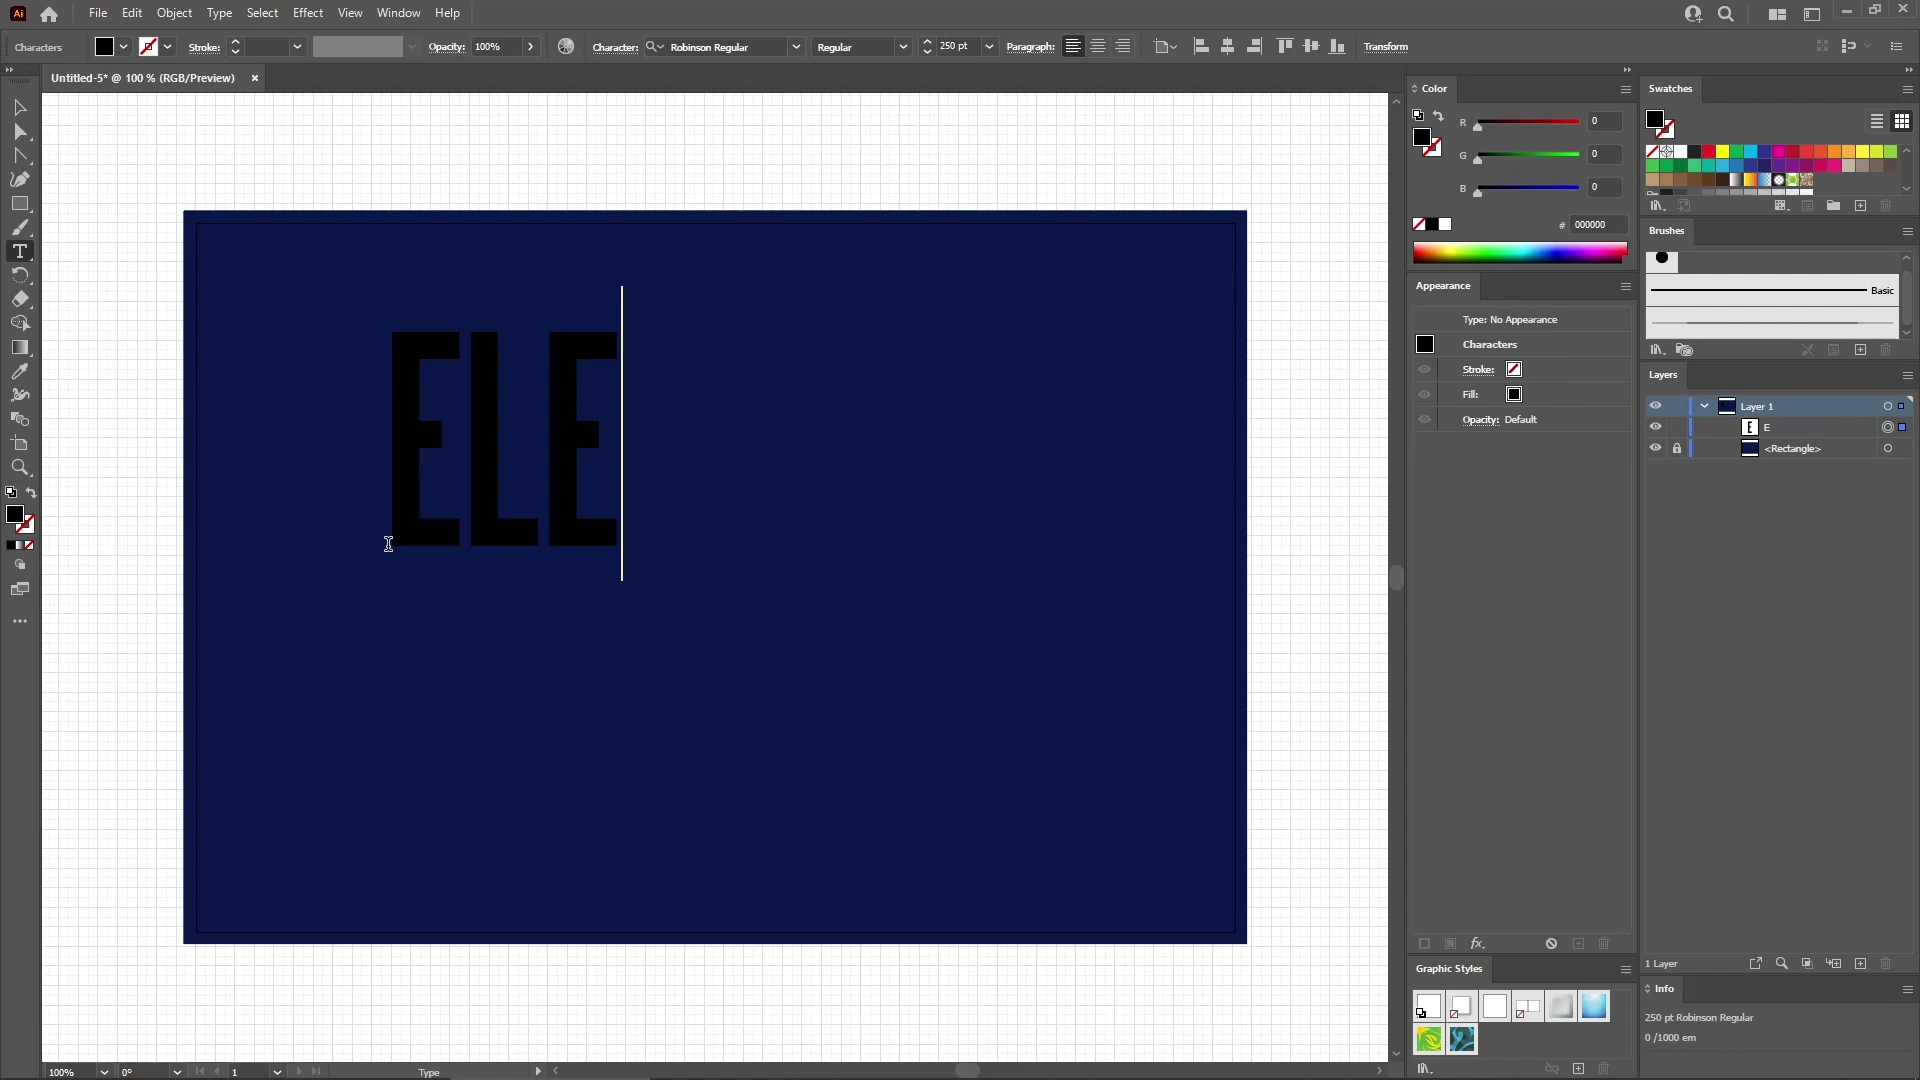 Ai File Edit Object Type Select Effect View Window Help
Characters Stroke: Opacity: 100% Character: Robinson Regular Regular 250 pt Paragraph: Transform
Untitled-5* @ 100 % (RGB/Preview)
ELE
Color
R 0
G 0
B 0
# 000000
Appearance
Type: No Appearance
Characters
Stroke:
Fill:
Opacity: Default
Graphic Styles
Swatches
Brushes
Basic
Layers
Layer 1
E
<Rectangle>
1 Layer
Info
250 pt Robinson Regular
0 /1000 em
100% 0° 1 Type